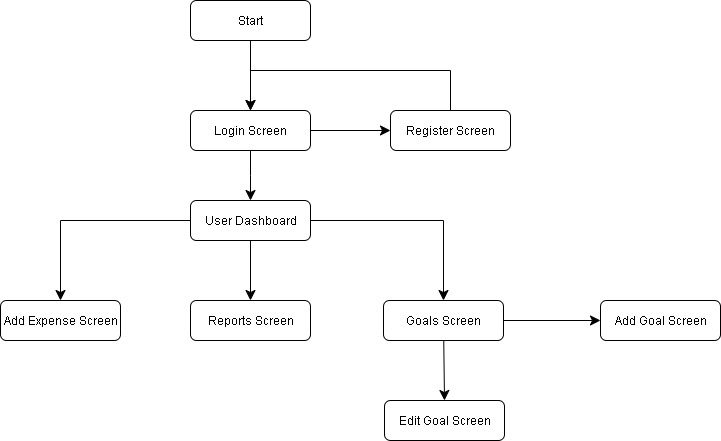 Start
Login Screen
Register Screen
User Dashboard
Add Expense Screen
Reports Screen
Goals Screen
Add Goal Screen
Edit Goal Screen